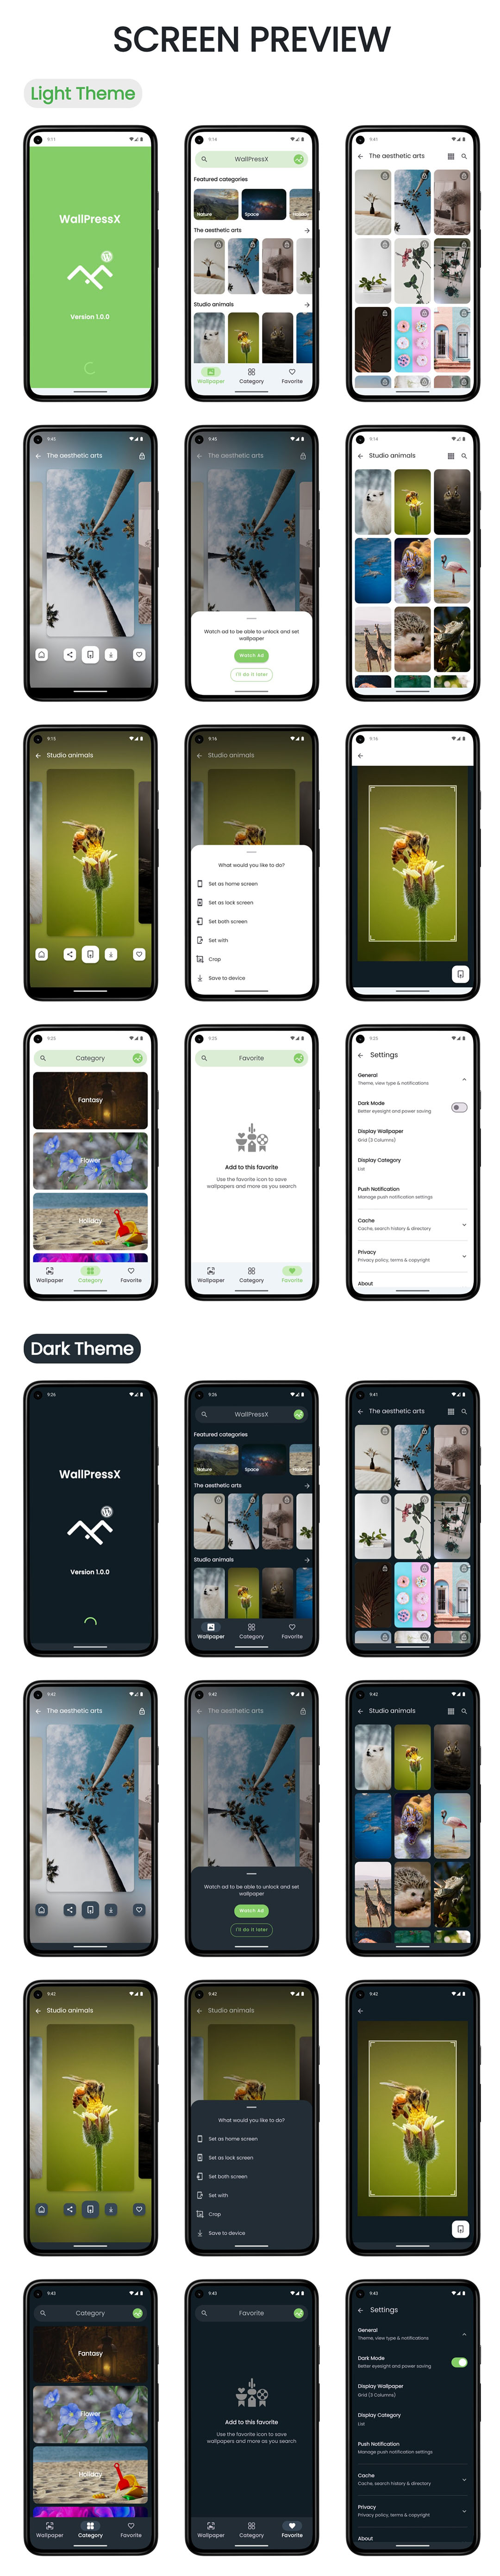 SCREEN PREVIEW
Light Theme
9:11
WallPressX
Version 1.0.0
9:14
WallPressX
Featured categories
Nature
Space
The aesthetic arts
Studio animals
Wallpaper
Category
Favorite
9:41
The aesthetic arts
9:45
The aesthetic arts
9:45
The aesthetic arts
Watch ad to be able to unlock and set
wallpaper
Watch Ad
I'll do it later
9:14
Studio animals
9:15
Studio animals
9:16
Studio animals
What would you like to do?
Set as home screen
Set as lock screen
Set both screen
Set with
Crop
Save to device
9:16
9:25
Category
Fantasy
Flower
Holiday
Wallpaper
Category
Favorite
9:25
Favorite
Add to this favorite
Use the favorite icon to save
wallpapers and more as you search
Wallpaper
Category
Favorite
9:25
Settings
General
Theme, view type & notifications
Dark Mode
Better eyesight and power saving
Display Wallpaper
Grid (3 Columns)
Display Category
List
Push Notification
Manage push notification settings
Cache
Cache, search history & directory
Privacy
Privacy policy, terms & copyright
About
Dark Theme
9:26
WallPressX
Version 1.0.0
9:26
WallPressX
Featured categories
Nature
Space
The aesthetic arts
Studio animals
Wallpaper
Category
Favorite
9:41
The aesthetic arts
9:42
The aesthetic arts
9:42
The aesthetic arts
Watch ad to be able to unlock and set
wallpaper
Watch Ad
I'll do it later
9:42
Studio animals
9:42
Studio animals
9:42
Studio animals
What would you like to do?
Set as home screen
Set as lock screen
Set both screen
Set with
Crop
Save to device
9:42
9:43
Category
Fantasy
Flower
Holiday
Wallpaper
Category
Favorite
9:43
Favorite
Add to this favorite
Use the favorite icon to save
wallpapers and more as you search
Wallpaper
Category
Favorite
9:43
Settings
General
Theme, view type & notifications
Dark Mode
Better eyesight and power saving
Display Wallpaper
Grid (3 Columns)
Display Category
List
Push Notification
Manage push notification settings
Cache
Cache, search history & directory
Privacy
Privacy policy, terms & copyright
About